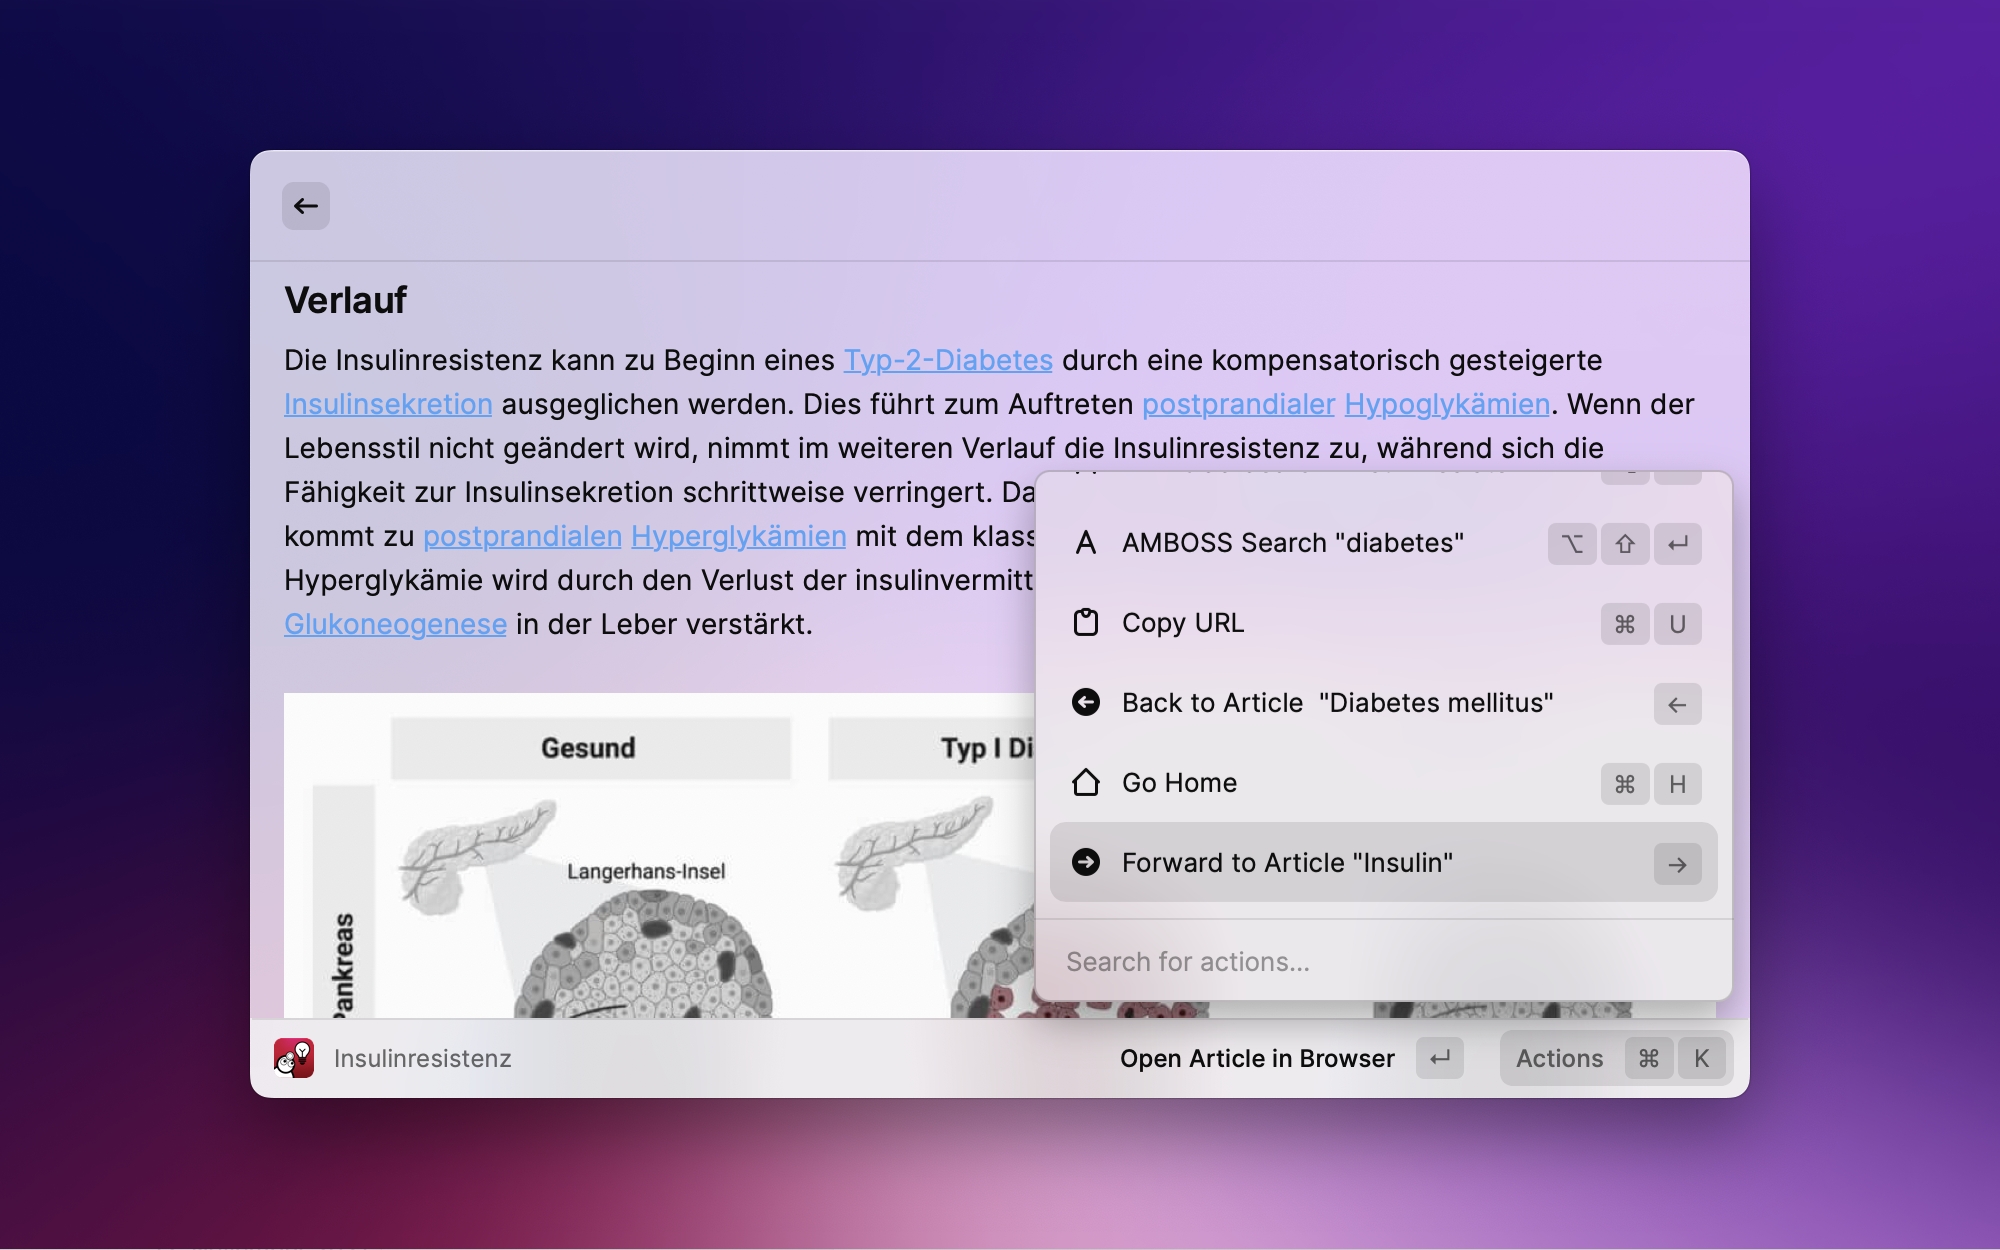 Verlauf
Die Insulinresistenz kann zu Beginn eines Typ-2-Diabetes durch eine kompensatorisch gesteigerte
Insulinsekretion ausgeglichen werden. Dies führt zum Auftreten postprandialer Hypoglykämien. Wenn der
Lebensstil nicht geändert wird, nimmt im weiteren Verlauf die Insulinresistenz zu, während sich die
Fähigkeit zur Insulinsekretion schrittweise verringert. Da
kommt zu postprandialen Hyperglykämien mit dem klass
Hyperglykämie wird durch den Verlust der insulinvermitt
Glukoneogenese in der Leber verstärkt.
Gesund
Typ I Di
Langerhans-Insel
Pankreas
AMBOSS Search "diabetes" ⌥ ⇧ ↵
Copy URL ⌘ U
Back to Article "Diabetes mellitus" ←
Go Home ⌘ H
Forward to Article "Insulin" →
Search for actions...
Insulinresistenz
Open Article in Browser ↵
Actions ⌘ K